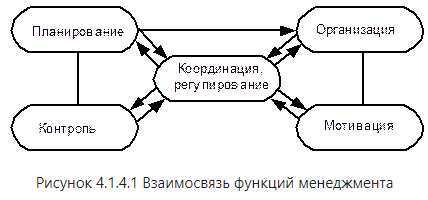 Планирование
Организация
Координация,
регулирование
Контроль
Мотивация
Рисунок 4.1.4.1 Взаимосвязь функций менеджмента